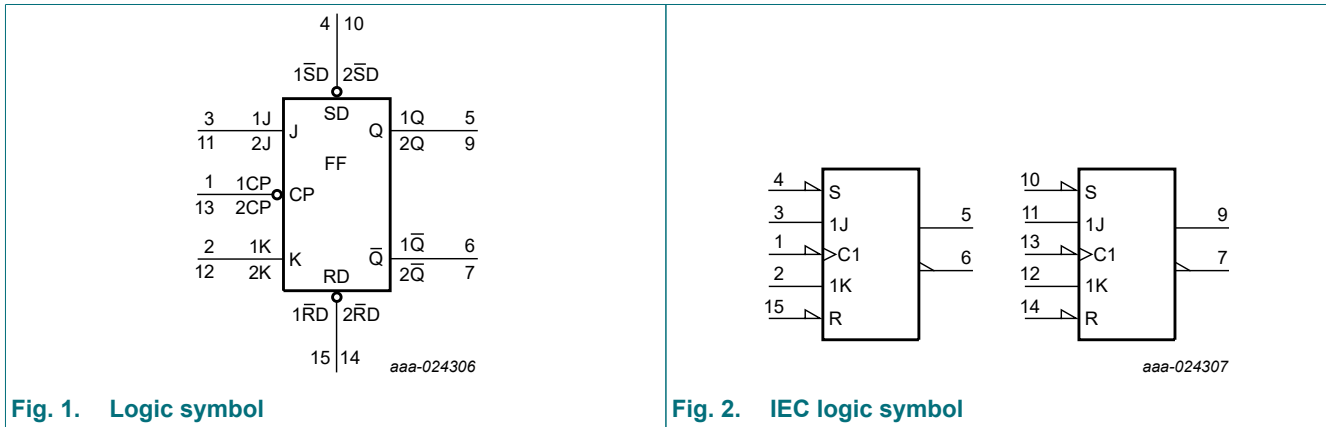 4 10
1S̅D 2S̅D
SD
3 1J J Q 1Q 5
11 2J 2Q 9
FF
1 1CP CP
13 2CP
2 1K K Q̅ 1Q̅ 6
12 2K 2Q̅ 7
RD
1R̅D 2R̅D
15 14
aaa-024306
Fig. 1. Logic symbol
4 S
3 1J 5
1 C1 6
2 1K
15 R
10 S
11 1J 9
13 C1 7
12 1K
14 R
aaa-024307
Fig. 2. IEC logic symbol